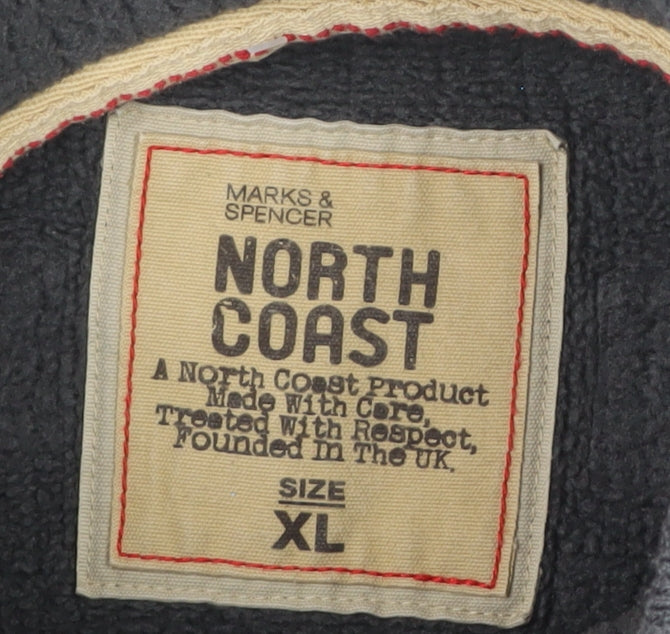 MARKS &
SPENCER
NORTH
COAST
A North Coast Product
Made With Care,
Treated With Respect,
Founded In The UK.
SIZE
XL